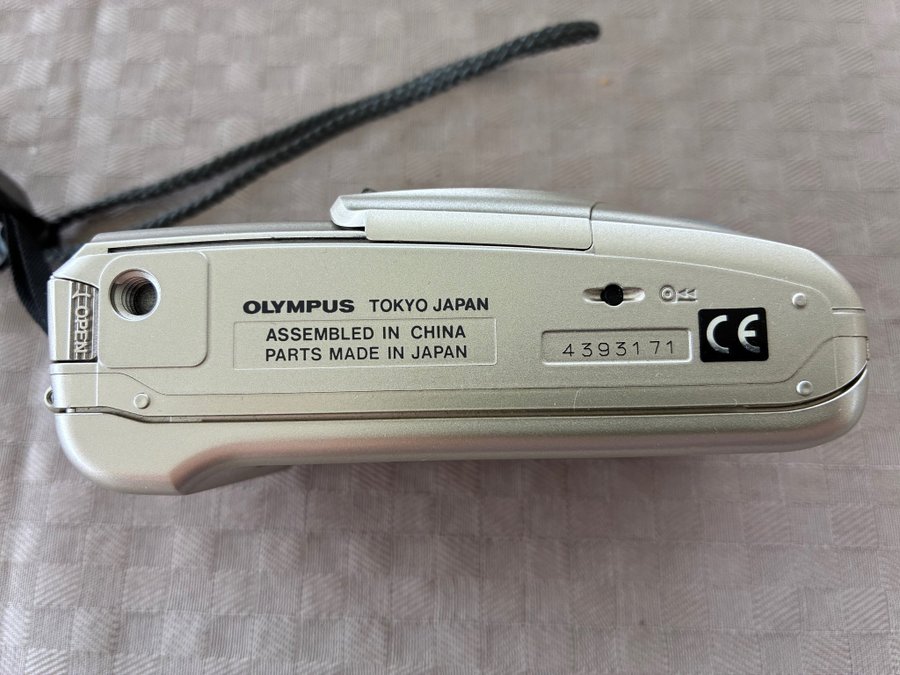 OLYMPUS TOKYO JAPAN
ASSEMBLED IN CHINA
PARTS MADE IN JAPAN
4393171
CE
OPEN